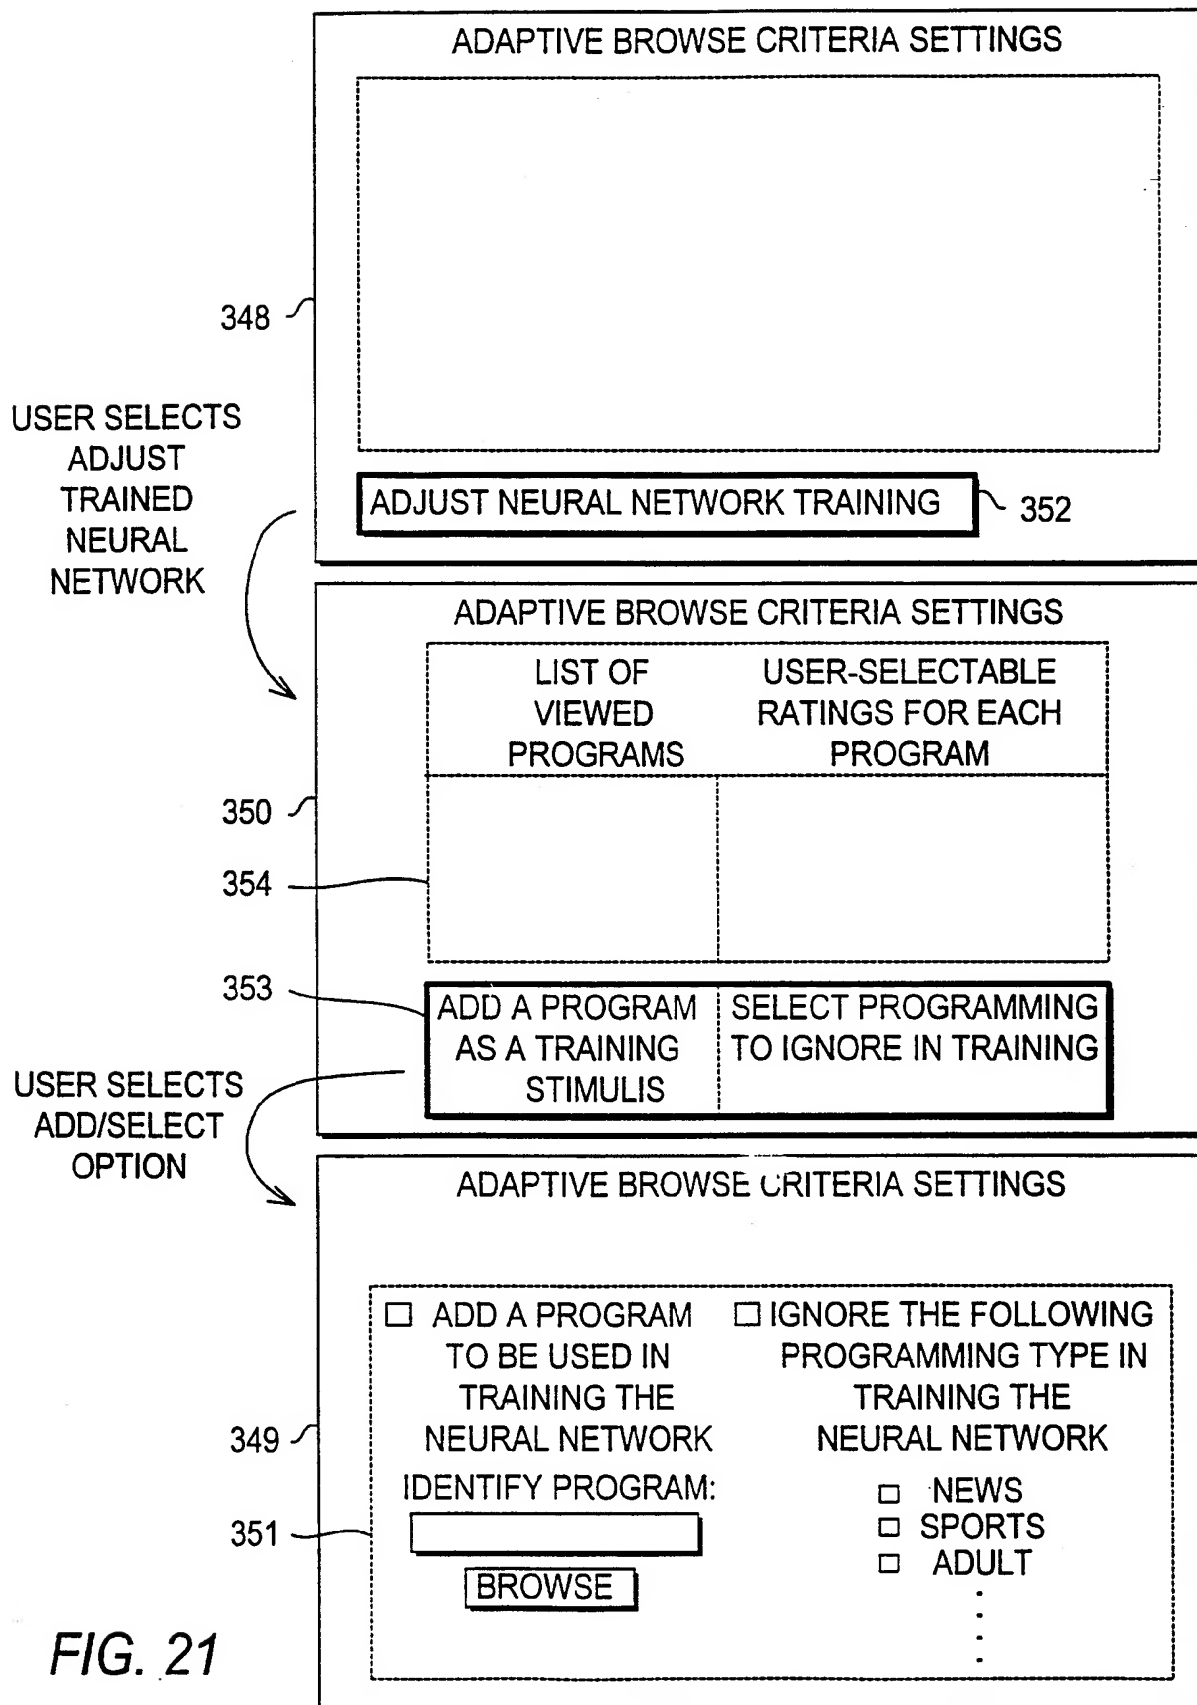 ADAPTIVE BROWSE CRITERIA SETTINGS
348
USER SELECTS
ADJUST
TRAINED
NEURAL
NETWORK
ADJUST NEURAL NETWORK TRAINING
352
ADAPTIVE BROWSE CRITERIA SETTINGS
LIST OF
VIEWED
PROGRAMS
USER-SELECTABLE
RATINGS FOR EACH
PROGRAM
350
354
353
ADD A PROGRAM
AS A TRAINING
STIMULIS
SELECT PROGRAMMING
TO IGNORE IN TRAINING
USER SELECTS
ADD/SELECT
OPTION
ADAPTIVE BROWSE CRITERIA SETTINGS
ADD A PROGRAM
TO BE USED IN
TRAINING THE
NEURAL NETWORK
IDENTIFY PROGRAM:
BROWSE
IGNORE THE FOLLOWING
PROGRAMMING TYPE IN
TRAINING THE
NEURAL NETWORK
NEWS
SPORTS
ADULT
349
351
FIG. 21